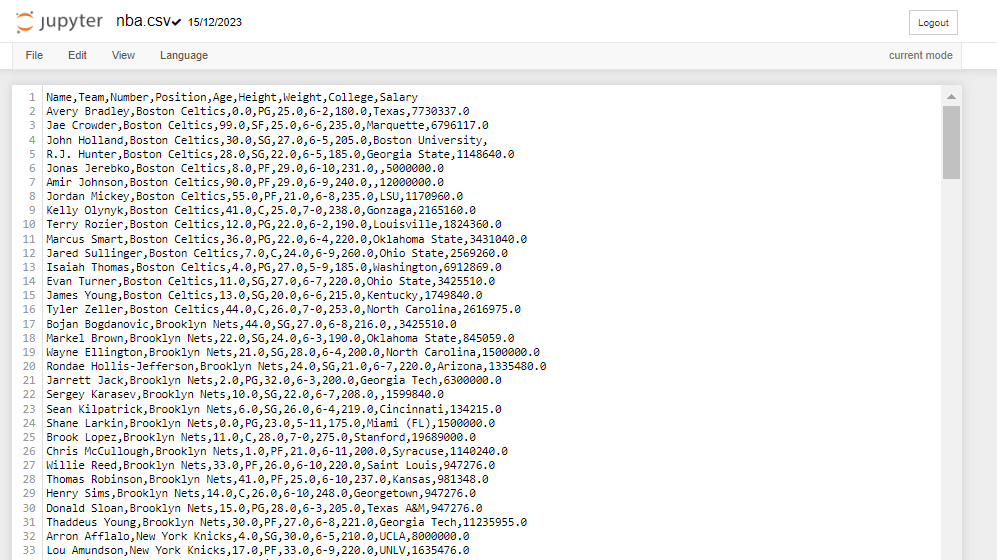 jupyter nba.csv✔ 15/12/2023
Logout
File Edit View Language
current mode
1 Name,Team,Number,Position,Age,Height,Weight,College,Salary
2 Avery Bradley,Boston Celtics,0.0,PG,25.0,6-2,180.0,Texas,7730337.0
3 Jae Crowder,Boston Celtics,99.0,SF,25.0,6-6,235.0,Marquette,6796117.0
4 John Holland,Boston Celtics,30.0,SG,27.0,6-5,205.0,Boston University,
5 R.J. Hunter,Boston Celtics,28.0,SG,22.0,6-5,185.0,Georgia State,1148640.0
6 Jonas Jerebko,Boston Celtics,8.0,PF,29.0,6-10,231.0,,5000000.0
7 Amir Johnson,Boston Celtics,90.0,PF,29.0,6-9,240.0,,12000000.0
8 Jordan Mickey,Boston Celtics,55.0,PF,21.0,6-8,235.0,LSU,1170960.0
9 Kelly Olynyk,Boston Celtics,41.0,C,25.0,7-0,238.0,Gonzaga,2165160.0
10 Terry Rozier,Boston Celtics,12.0,PG,22.0,6-2,190.0,Louisville,1824360.0
11 Marcus Smart,Boston Celtics,36.0,PG,22.0,6-4,220.0,Oklahoma State,3431040.0
12 Jared Sullinger,Boston Celtics,7.0,C,24.0,6-9,260.0,Ohio State,2569260.0
13 Isaiah Thomas,Boston Celtics,4.0,PG,27.0,5-9,185.0,Washington,6912869.0
14 Evan Turner,Boston Celtics,11.0,SG,27.0,6-7,220.0,Ohio State,3425510.0
15 James Young,Boston Celtics,13.0,SG,20.0,6-6,215.0,Kentucky,1749840.0
16 Tyler Zeller,Boston Celtics,44.0,C,26.0,7-0,253.0,North Carolina,2616975.0
17 Bojan Bogdanovic,Brooklyn Nets,44.0,SG,27.0,6-8,216.0,,3425510.0
18 Markel Brown,Brooklyn Nets,22.0,SG,24.0,6-3,190.0,Oklahoma State,845059.0
19 Wayne Ellington,Brooklyn Nets,21.0,SG,28.0,6-4,200.0,North Carolina,1500000.0
20 Rondae Hollis-Jefferson,Brooklyn Nets,24.0,SG,21.0,6-7,220.0,Arizona,1335480.0
21 Jarrett Jack,Brooklyn Nets,2.0,PG,32.0,6-3,200.0,Georgia Tech,6300000.0
22 Sergey Karasev,Brooklyn Nets,10.0,SG,22.0,6-7,208.0,,1599840.0
23 Sean Kilpatrick,Brooklyn Nets,6.0,SG,26.0,6-4,219.0,Cincinnati,134215.0
24 Shane Larkin,Brooklyn Nets,0.0,PG,23.0,5-11,175.0,Miami (FL),1500000.0
25 Brook Lopez,Brooklyn Nets,11.0,C,28.0,7-0,275.0,Stanford,19689000.0
26 Chris McCullough,Brooklyn Nets,1.0,PF,21.0,6-11,200.0,Syracuse,1140240.0
27 Willie Reed,Brooklyn Nets,33.0,PF,26.0,6-10,220.0,Saint Louis,947276.0
28 Thomas Robinson,Brooklyn Nets,41.0,PF,25.0,6-10,237.0,Kansas,981348.0
29 Henry Sims,Brooklyn Nets,14.0,C,26.0,6-10,248.0,Georgetown,947276.0
30 Donald Sloan,Brooklyn Nets,15.0,PG,28.0,6-3,205.0,Texas A&M,947276.0
31 Thaddeus Young,Brooklyn Nets,30.0,PF,27.0,6-8,221.0,Georgia Tech,11235955.0
32 Arron Afflalo,New York Knicks,4.0,SG,30.0,6-5,210.0,UCLA,8000000.0
33 Lou Amundson,New York Knicks,17.0,PF,33.0,6-9,220.0,UNLV,1635476.0